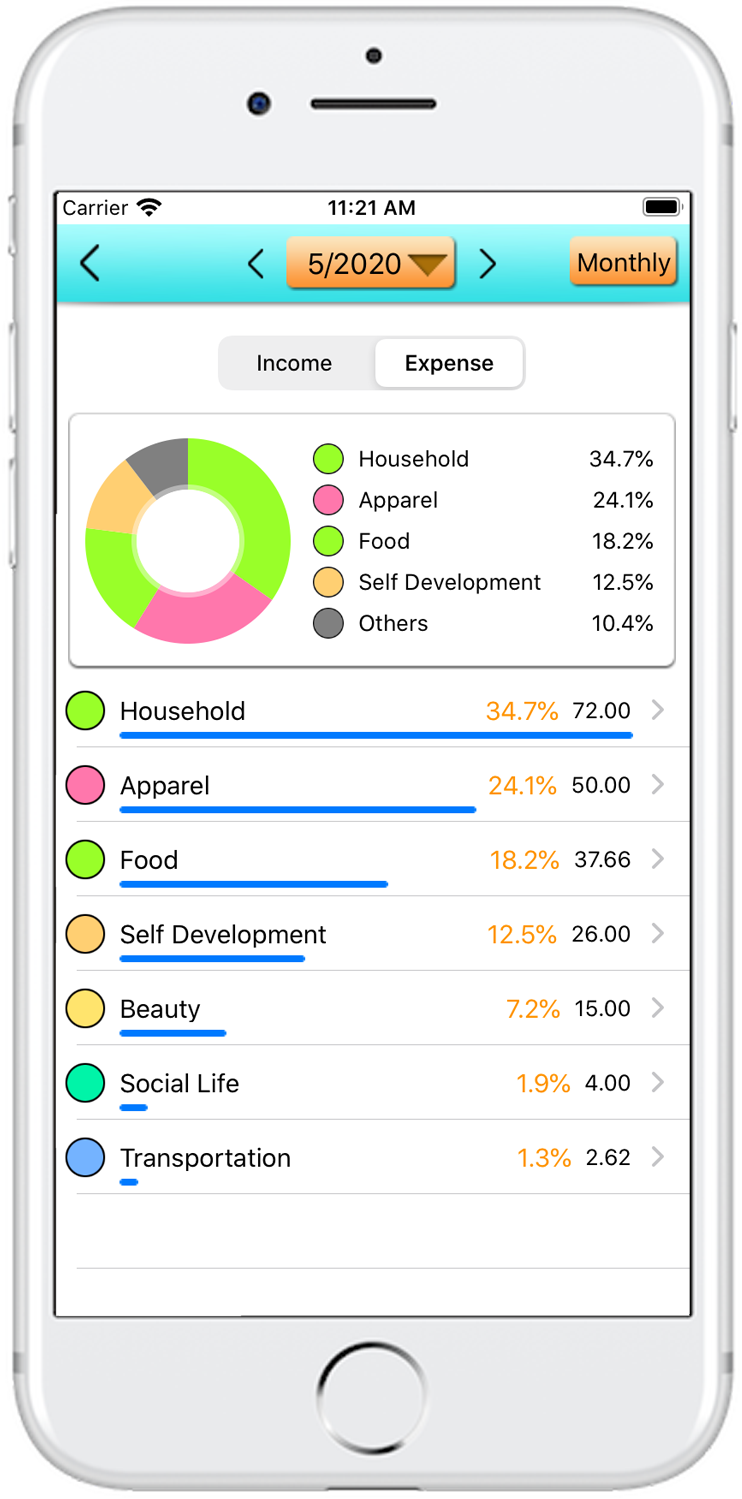 Carrier 11:21 AM
5/2020 Monthly
Income Expense
Household 34.7%
Apparel 24.1%
Food 18.2%
Self Development 12.5%
Others 10.4%
Household 34.7% 72.00
Apparel 24.1% 50.00
Food 18.2% 37.66
Self Development 12.5% 26.00
Beauty 7.2% 15.00
Social Life 1.9% 4.00
Transportation 1.3% 2.62